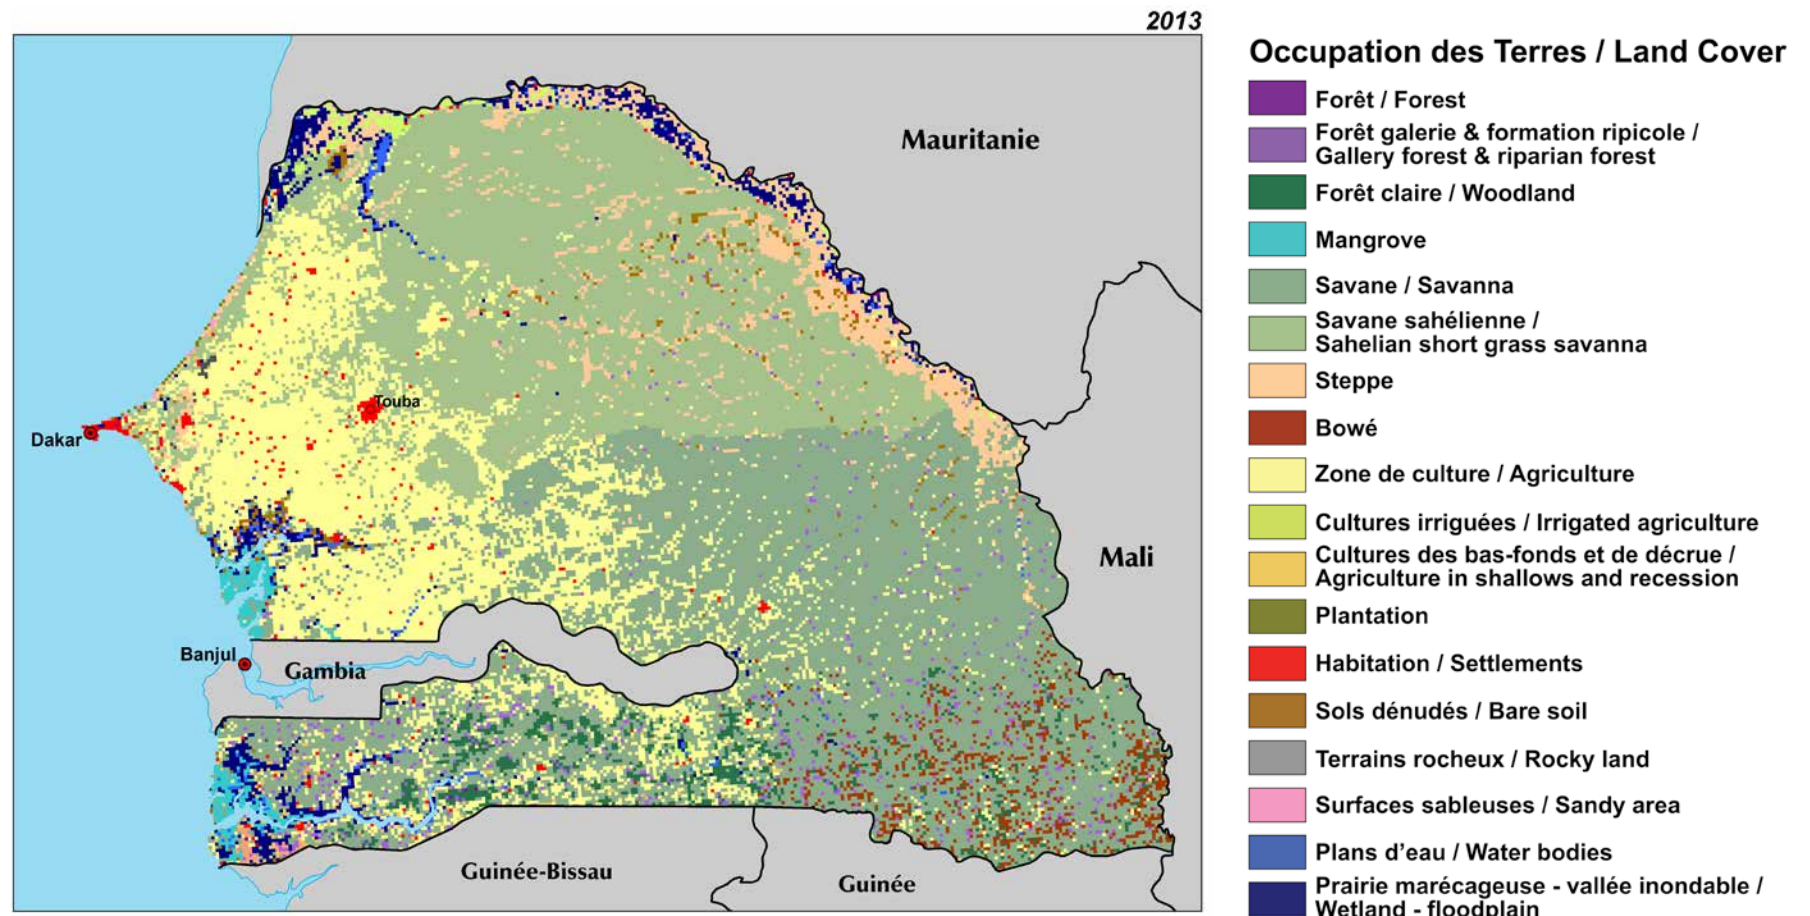 2013
Occupation des Terres / Land Cover
Forêt / Forest
Forêt galerie & formation ripicole /
Gallery forest & riparian forest
Forêt claire / Woodland
Mangrove
Savane / Savanna
Savane sahélienne /
Sahelian short grass savanna
Steppe
Bowé
Zone de culture / Agriculture
Cultures irriguées / Irrigated agriculture
Cultures des bas-fonds et de décrue /
Agriculture in shallows and recession
Plantation
Habitation / Settlements
Sols dénudés / Bare soil
Terrains rocheux / Rocky land
Surfaces sableuses / Sandy area
Plans d'eau / Water bodies
Prairie marécageuse - vallée inondable /
Wetland - floodplain
Mauritanie
Touba
Dakar
Mali
Banjul
Gambia
Guinée-Bissau
Guinée